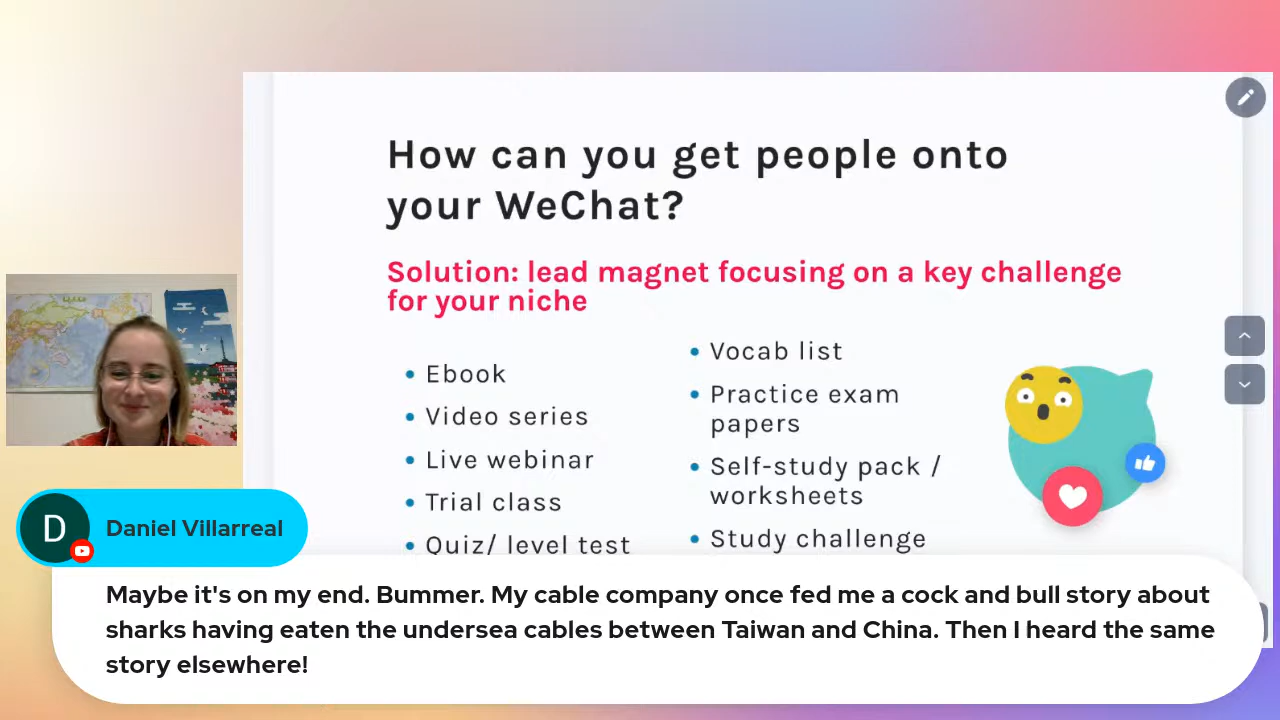 How can you get people onto
your WeChat?
Solution: lead magnet focusing on a key challenge
for your niche
• Ebook
• Video series
• Live webinar
• Trial class
• Quiz/ level test
• Vocab list
• Practice exam
papers
• Self-study pack /
worksheets
• Study challenge
D
Daniel Villarreal
Maybe it's on my end. Bummer. My cable company once fed me a cock and bull story about
sharks having eaten the undersea cables between Taiwan and China. Then I heard the same
story elsewhere!